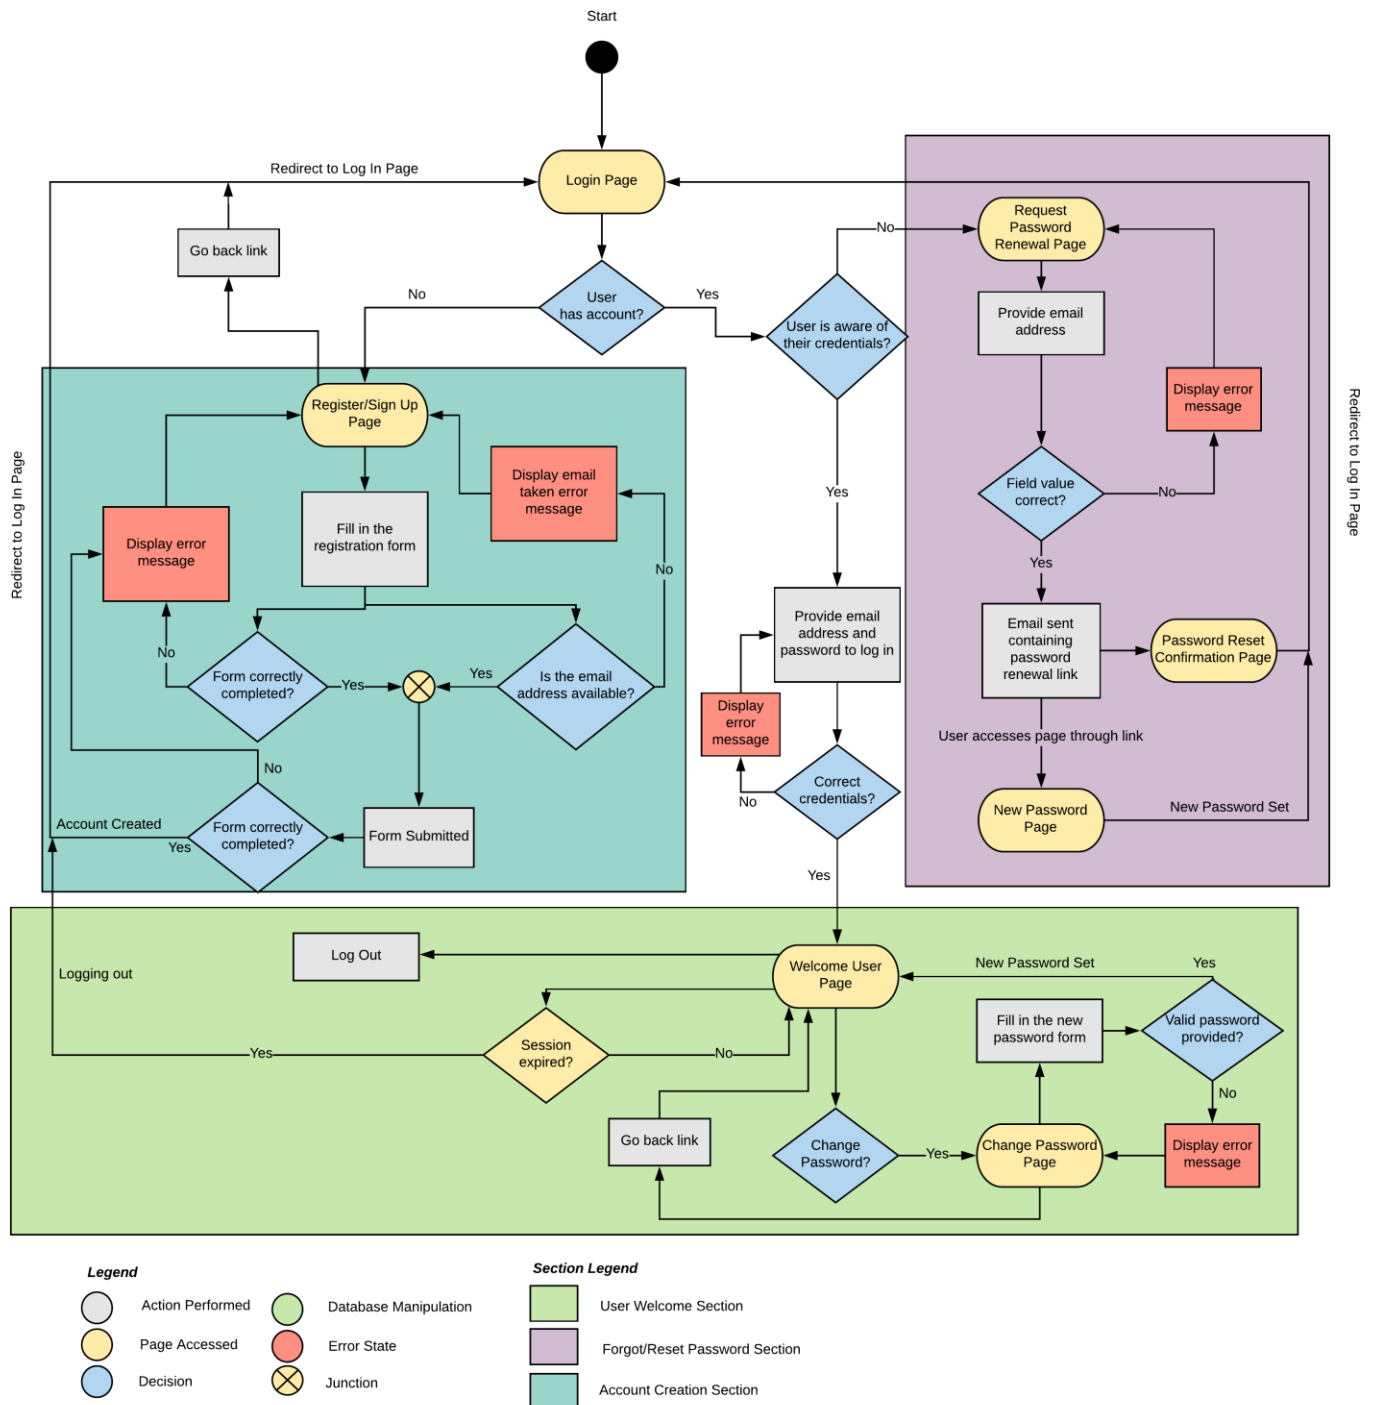 Start
Redirect to Log In Page
Login Page
Request
Password
Renewal Page
No
Go back link
User
has account?
No
Yes
User is aware of
their credentials?
Provide email
address
Display error
message
Redirect to Log In Page
Register/Sign Up
Page
Display email
taken error
message
Field value
correct?
No
Yes
Redirect to Log In Page
Fill in the
registration form
Display error
message
No
Yes
Email sent
containing
password
renewal link
Password Reset
Confirmation Page
Provide email
address and
password to log in
No
Form correctly
completed?
Yes
Yes
Is the email
address available?
Display
error
message
User accesses page through link
No
Correct
credentials?
No
New Password
Page
New Password Set
Account Created
Yes
Form correctly
completed?
Form Submitted
Yes
Logging out
Log Out
Welcome User
Page
New Password Set
Yes
Fill in the new
password form
Valid password
provided?
Session
expired?
Yes
No
No
Go back link
Change
Password?
Yes
Change Password
Page
Display error
message
Legend
Action Performed
Page Accessed
Decision
Database Manipulation
Error State
Junction
Section Legend
User Welcome Section
Forgot/Reset Password Section
Account Creation Section